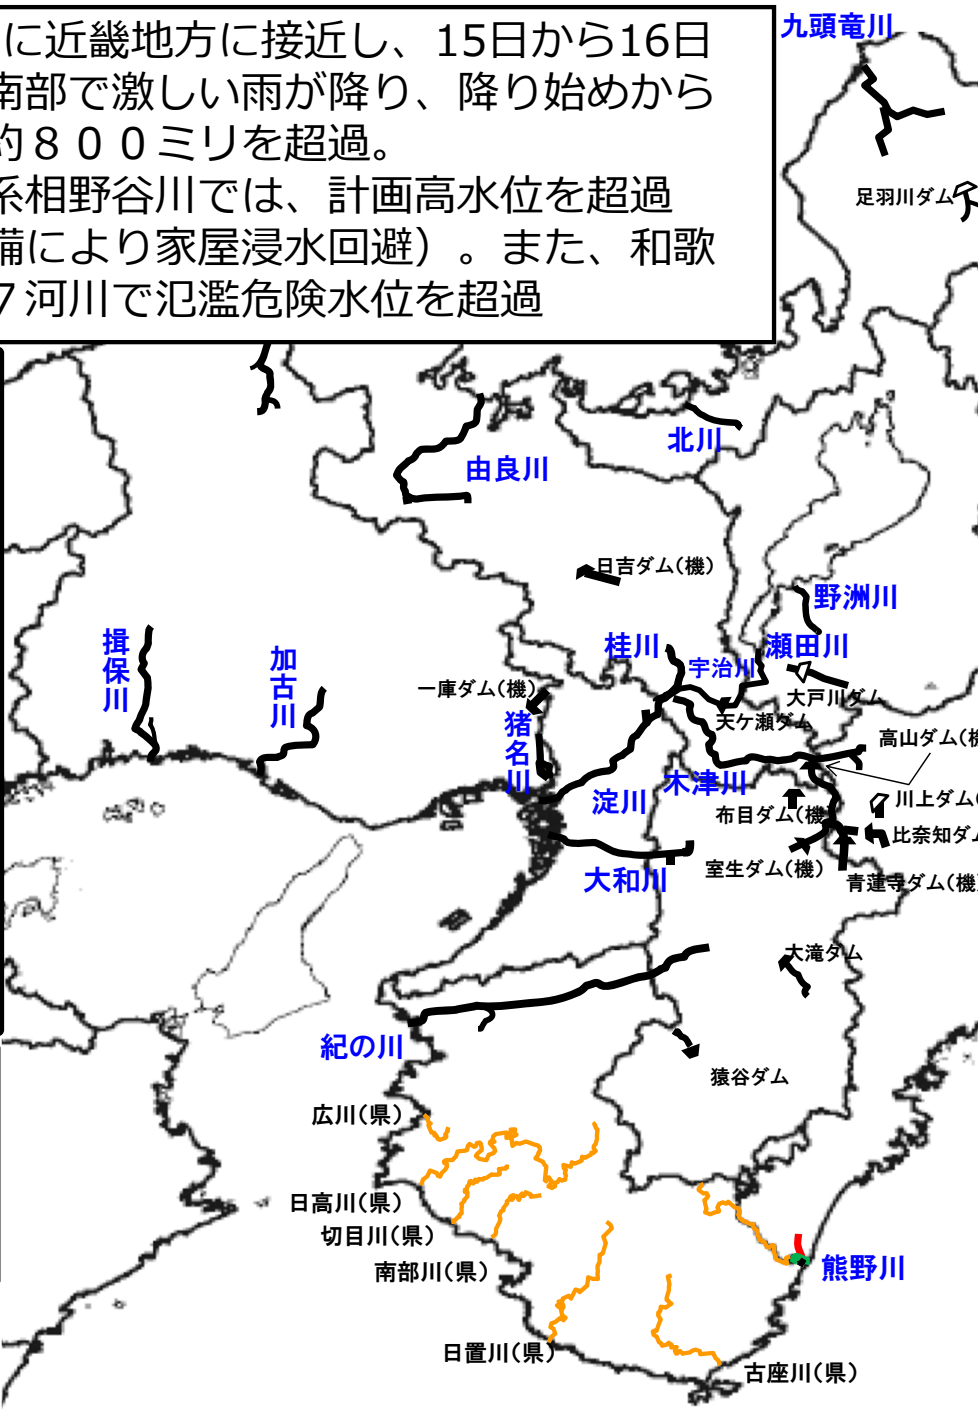 に近畿地方に接近し、15日から16日
南部で激しい雨が降り、降り始めから
約８００ミリを超過。
系相野谷川では、計画高水位を超過
備により家屋浸水回避）。また、和歌
７河川で氾濫危険水位を超過
九頭竜川
足羽川ダム
北川
由良川
日吉ダム(機)
野洲川
揖保川
加古川
桂川
宇治川
瀬田川
一庫ダム(機)
大戸川ダム
猪名川
天ケ瀬ダム
高山ダム(機
淀川
木津川
川上ダム(
布目ダム(機)
比奈知ダム
大和川
室生ダム(機)
青蓮寺ダム(機)
大滝ダム
紀の川
猿谷ダム
広川(県)
日高川(県)
切目川(県)
南部川(県)
熊野川
日置川(県)
古座川(県)